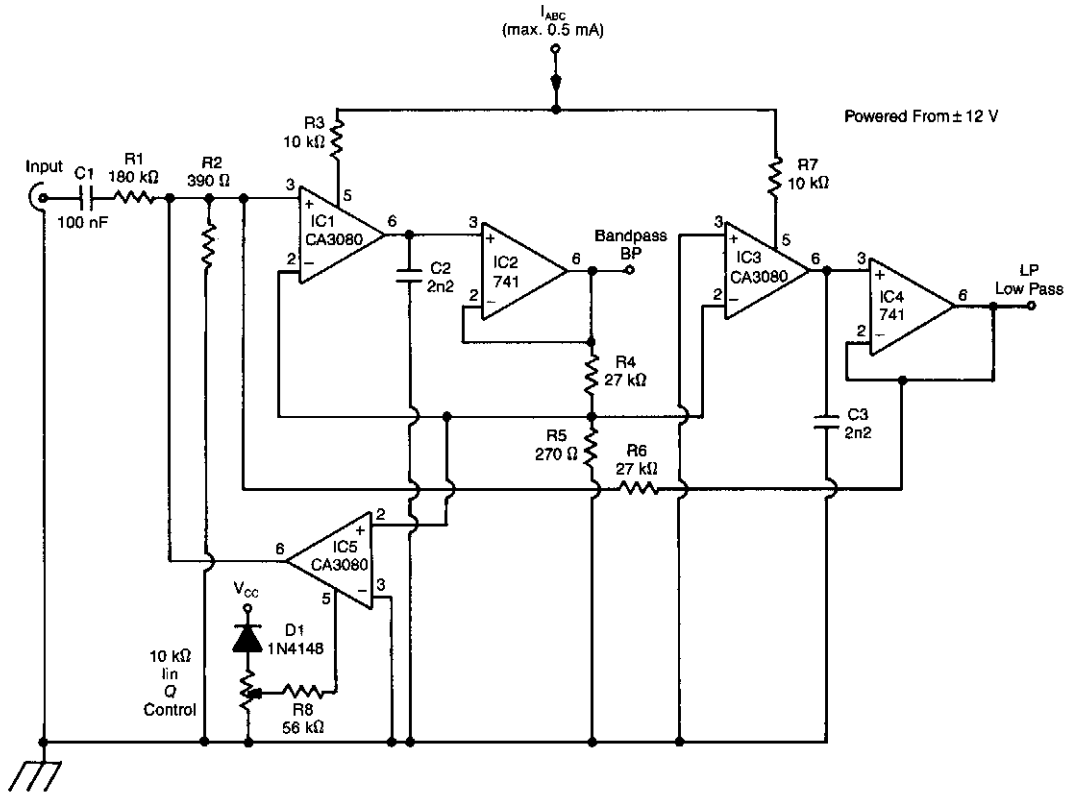 I_ABC
(max. 0.5 mA)
Powered From ± 12 V
R3
10 kΩ
R7
10 kΩ
Input
C1
100 nF
R1
180 kΩ
R2
390 Ω
3
+
5
IC1
CA3080
6
2
−
C2
2n2
3
+
IC2
741
6
2
−
Bandpass
BP
3
+
5
IC3
CA3080
6
2
−
3
+
IC4
741
6
2
−
LP
Low Pass
R4
27 kΩ
R5
270 Ω
R6
27 kΩ
C3
2n2
2
+
IC5
CA3080
6
3
−
5
V_CC
D1
1N4148
10 kΩ
lin
Q
Control
R8
56 kΩ